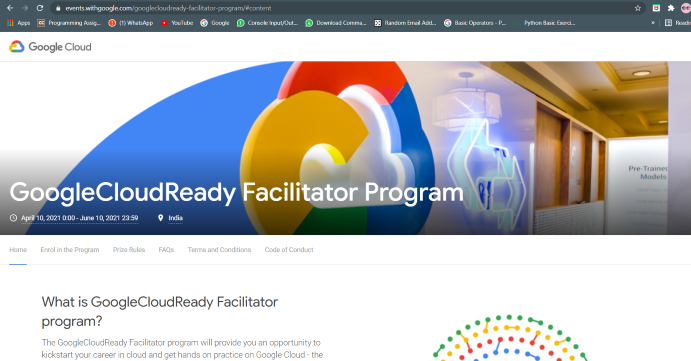 events.withgoogle.com/googlecloudready-facilitator-program/#content
Apps Programming Assig... (1) WhatsApp YouTube Google Console Input/Out... Download Comma... Random Email Add... Basic Operators - P... Python Basic Exerci... » Readin
Google Cloud
Pre-Traine
Models
GoogleCloudReady Facilitator Program
April 10, 2021 0:00 - June 10, 2021 23:59 India
Home Enrol in the Program Prize Rules FAQs Terms and Conditions Code of Conduct
What is GoogleCloudReady Facilitator
program?
The GoogleCloudReady Facilitator program will provide you an opportunity to
kickstart your career in cloud and get hands on practice on Google Cloud - the